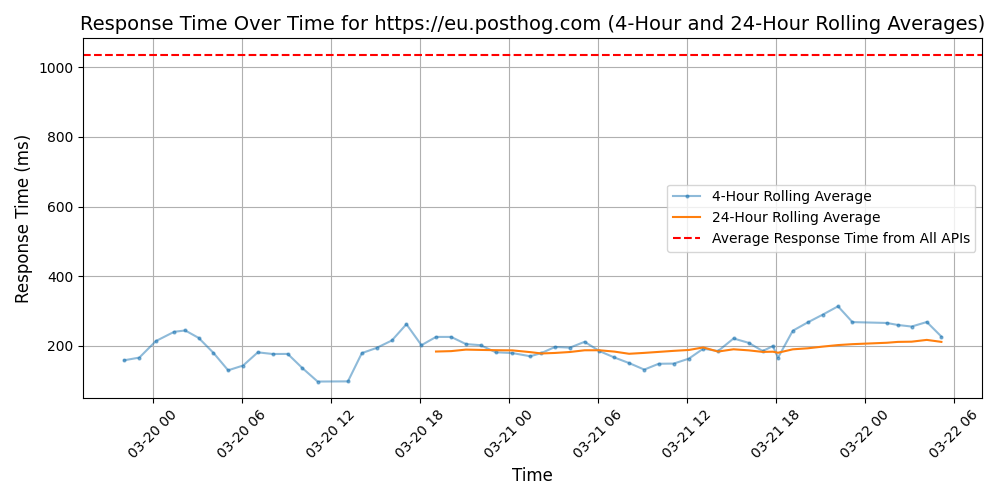 Response Time Over Time for https://eu.posthog.com (4-Hour and 24-Hour Rolling Averages)
Response Time (ms)
1000
800
600
400
200
4-Hour Rolling Average
24-Hour Rolling Average
Average Response Time from All APIs
03-20 00
03-20 06
03-20 12
03-20 18
03-21 00
03-21 06
03-21 12
03-21 18
03-22 00
03-22 06
Time